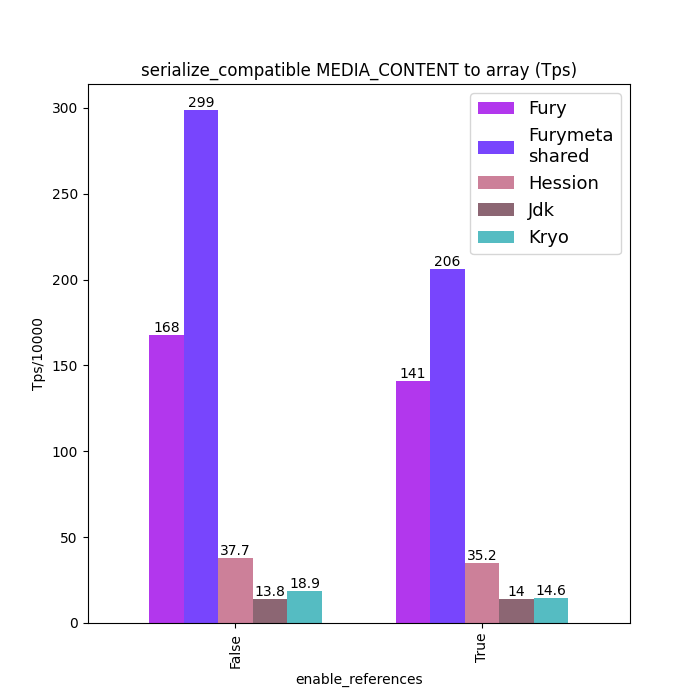 serialize_compatible MEDIA_CONTENT to array (Tps)
Fury
Furymeta
shared
Hession
Jdk
Kryo
Tps/10000
300
250
200
150
100
50
0
168
299
37.7
13.8
18.9
141
206
35.2
14
14.6
False
True
enable_references